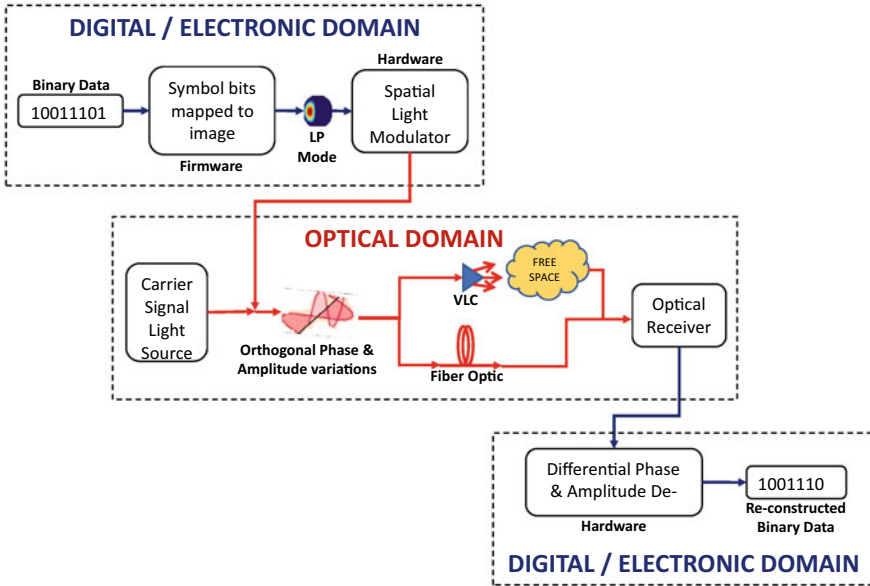 DIGITAL / ELECTRONIC DOMAIN
Hardware
Binary Data
10011101
Symbol bits
mapped to
image
Firmware
LP
Mode
Spatial
Light
Modulator
OPTICAL DOMAIN
Carrier
Signal
Light
Source
Orthogonal Phase &
Amplitude variations
VLC
FREE
SPACE
Fiber Optic
Optical
Receiver
Differential Phase
& Amplitude De-
Hardware
1001110
Re-constructed
Binary Data
DIGITAL / ELECTRONIC DOMAIN